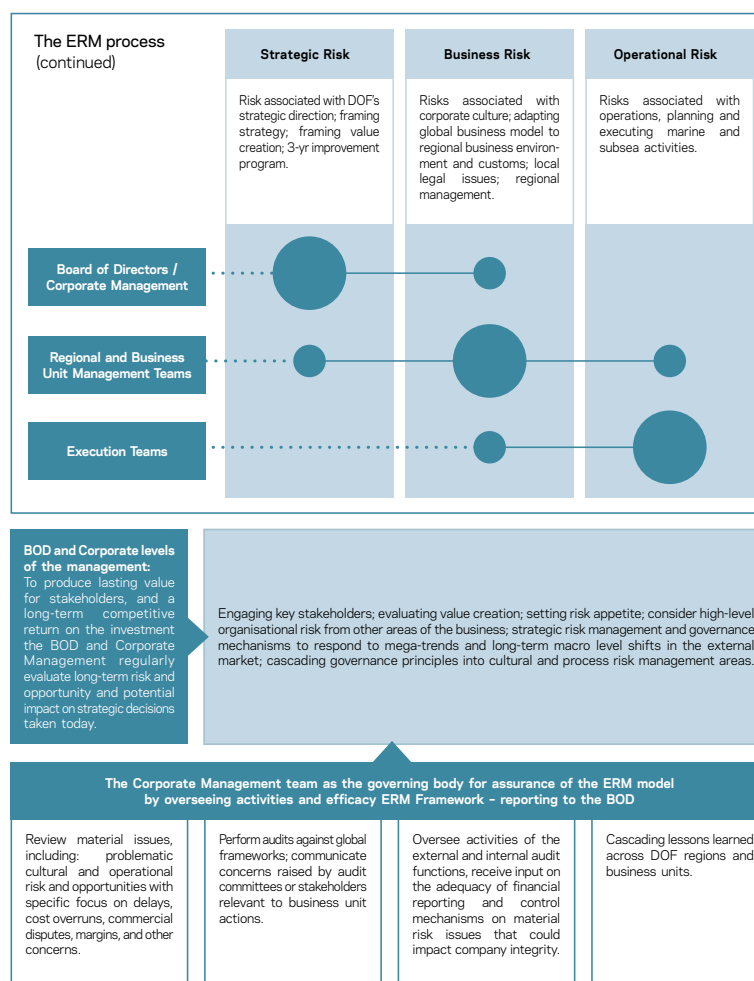 The ERM process
(continued)
Strategic Risk
Business Risk
Operational Risk
Risk associated with DOF's
strategic direction; framing
strategy; framing value
creation; 3-yr improvement
program.
Risks associated with
corporate culture; adapting
global business model to
regional business environ-
ment and customs; local
legal issues; regional
management.
Risks associated with
operations, planning and
executing marine and
subsea activities.
Board of Directors /
Corporate Management
Regional and Business
Unit Management Teams
Execution Teams
BOD and Corporate levels
of the management:
To produce lasting value
for stakeholders, and a
long-term competitive
return on the investment
the BOD and Corporate
Management regularly
evaluate long-term risk and
opportunity and potential
impact on strategic decisions
taken today.
Engaging key stakeholders; evaluating value creation; setting risk appetite; consider high-level
organisational risk from other areas of the business; strategic risk management and governance
mechanisms to respond to mega-trends and long-term macro level shifts in the external
market; cascading governance principles into cultural and process risk management areas.
The Corporate Management team as the governing body for assurance of the ERM model
by overseeing activities and efficacy ERM Framework – reporting to the BOD
Review material issues,
including: problematic
cultural and operational
risk and opportunities with
specific focus on delays,
cost overruns, commercial
disputes, margins, and other
concerns.
Perform audits against global
frameworks; communicate
concerns raised by audit
committees or stakeholders
relevant to business unit
actions.
Oversee activities of the
external and internal audit
functions, receive input on
the adequacy of financial
reporting and control
mechanisms on material
risk issues that could
impact company integrity.
Cascading lessons learned
across DOF regions and
business units.